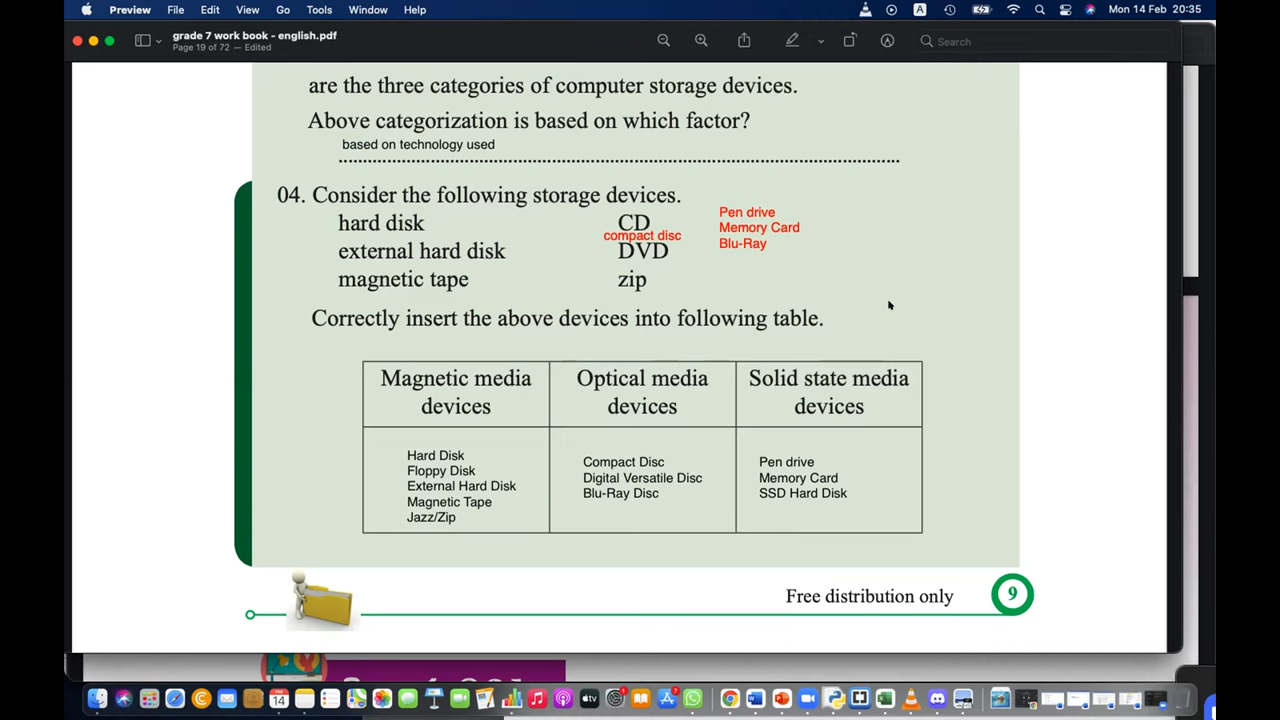 Preview File Edit View Go Tools Window Help
A
Mon 14 Feb 20:35
grade 7 work book - english.pdf
Page 19 of 72 — Edited
Search
are the three categories of computer storage devices.
Above categorization is based on which factor?
based on technology used
04. Consider the following storage devices.
hard disk CD
Pen drive
Memory Card
Blu-Ray
compact disc
external hard disk DVD
magnetic tape zip
Correctly insert the above devices into following table.
Magnetic media devices
Optical media devices
Solid state media devices
Hard Disk
Floppy Disk
External Hard Disk
Magnetic Tape
Jazz/Zip
Compact Disc
Digital Versatile Disc
Blu-Ray Disc
Pen drive
Memory Card
SSD Hard Disk
Free distribution only
9